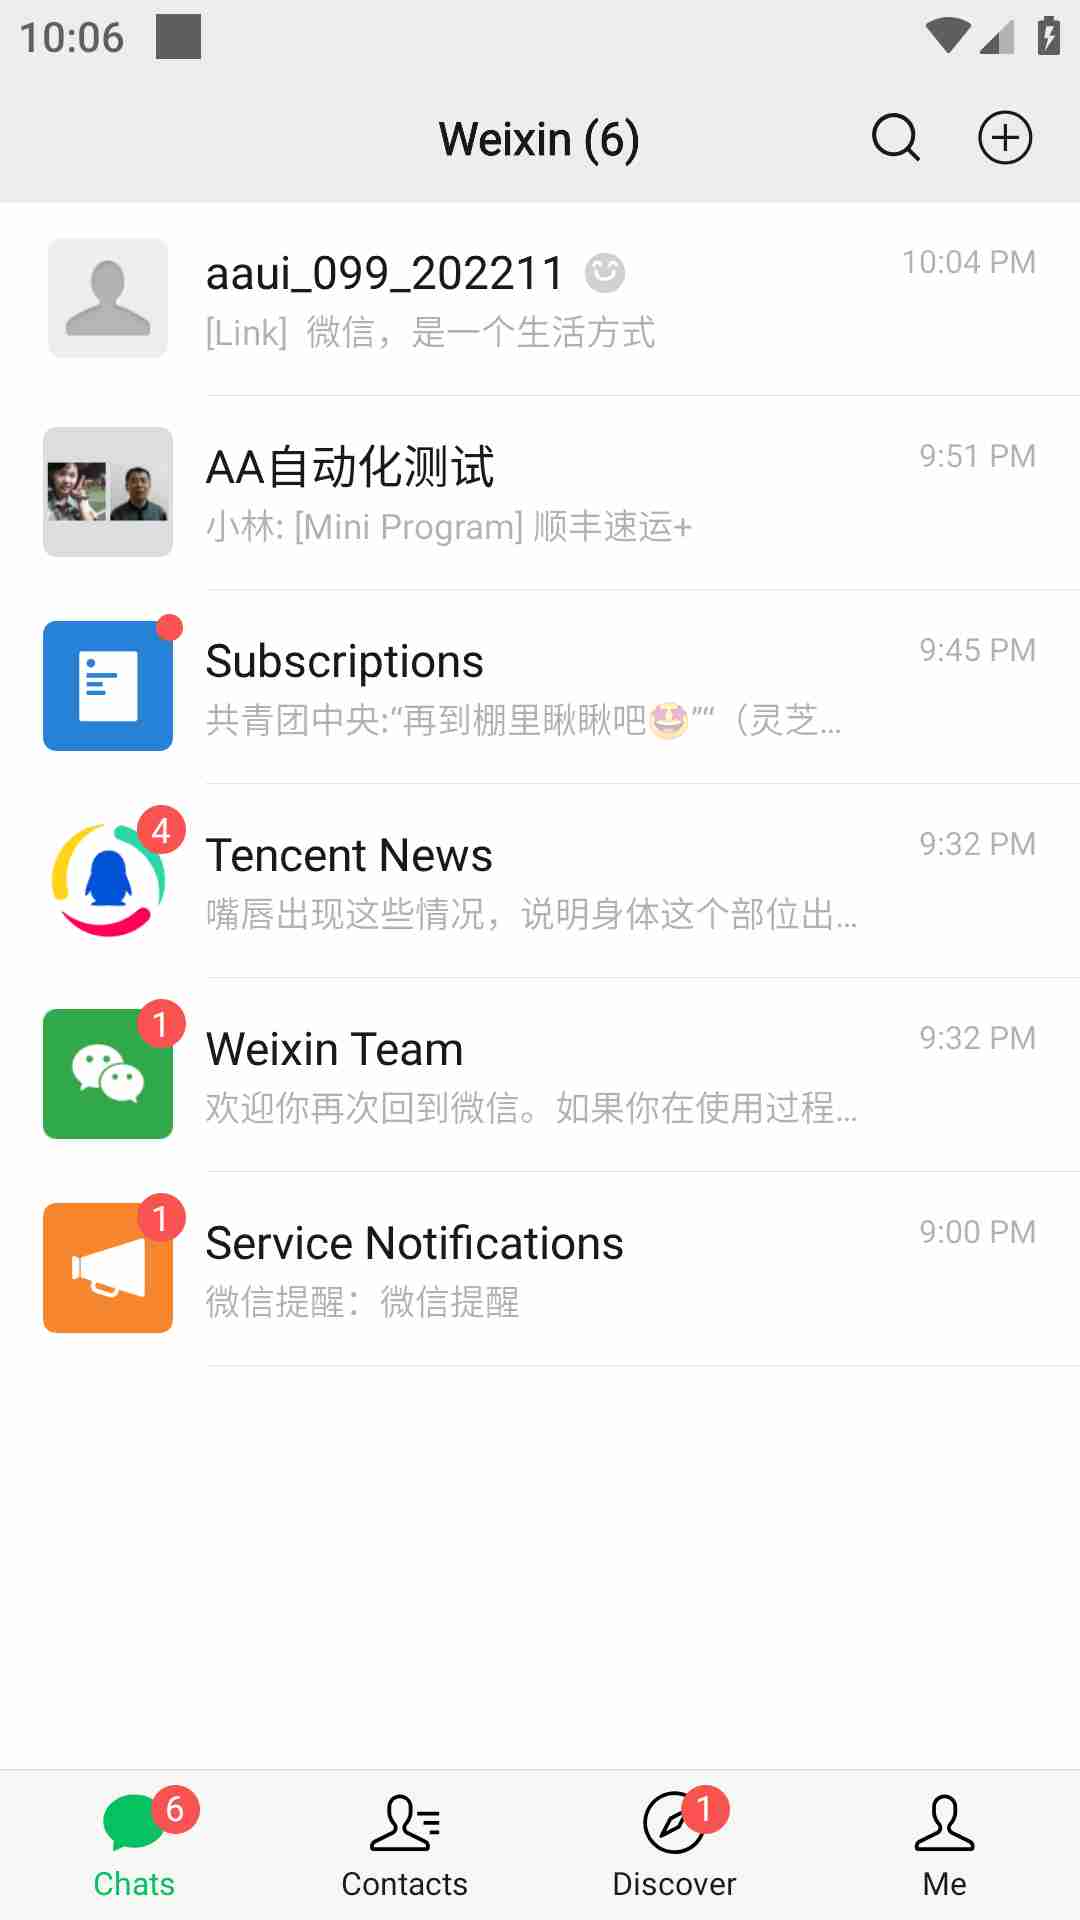 10:06
Weixin (6)
aaui_099_202211
10:04 PM
[Link] 微信，是一个生活方式
AA自动化测试
9:51 PM
小林: [Mini Program] 顺丰速运+
Subscriptions
9:45 PM
共青团中央:“再到棚里瞅瞅吧🤩”“（灵芝...
4
Tencent News
9:32 PM
嘴唇出现这些情况，说明身体这个部位出...
1
Weixin Team
9:32 PM
欢迎你再次回到微信。如果你在使用过程...
1
Service Notifications
9:00 PM
微信提醒：微信提醒
6
1
Chats
Contacts
Discover
Me